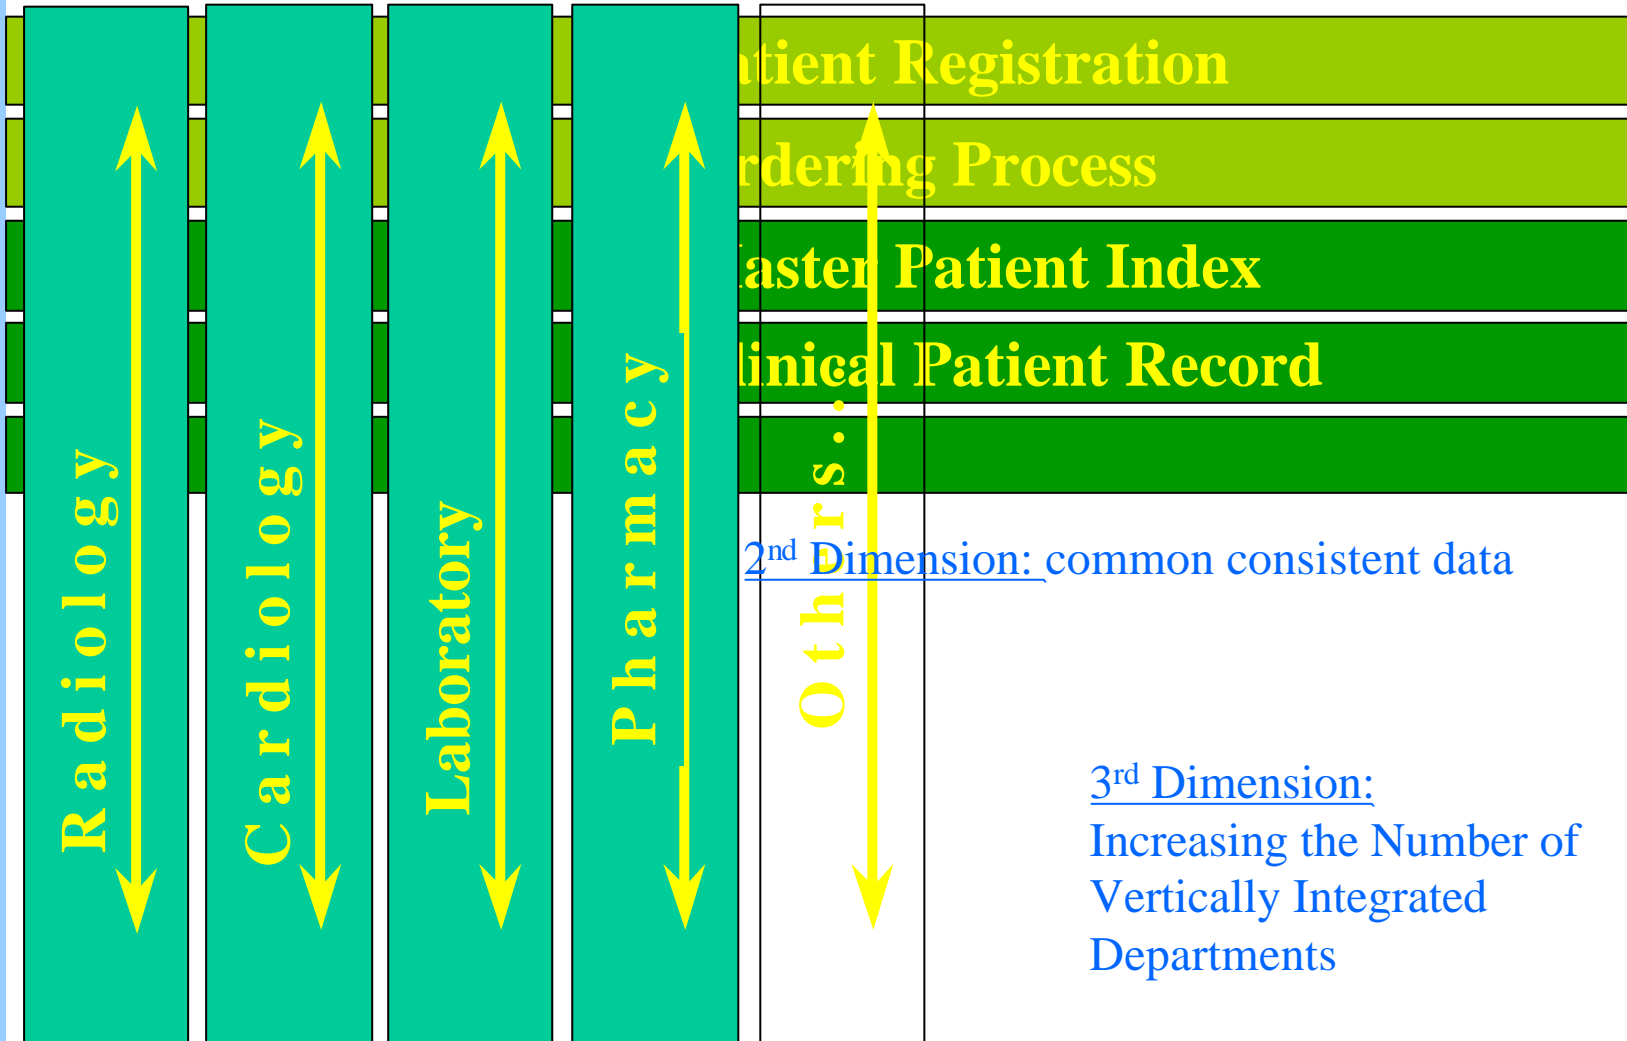 tient Registration
rdering Process
aster Patient Index
linical Patient Record
Radiology
Cardiology
Laboratory
Pharmacy
Others...
2nd Dimension: common consistent data
3rd Dimension:
Increasing the Number of
Vertically Integrated
Departments